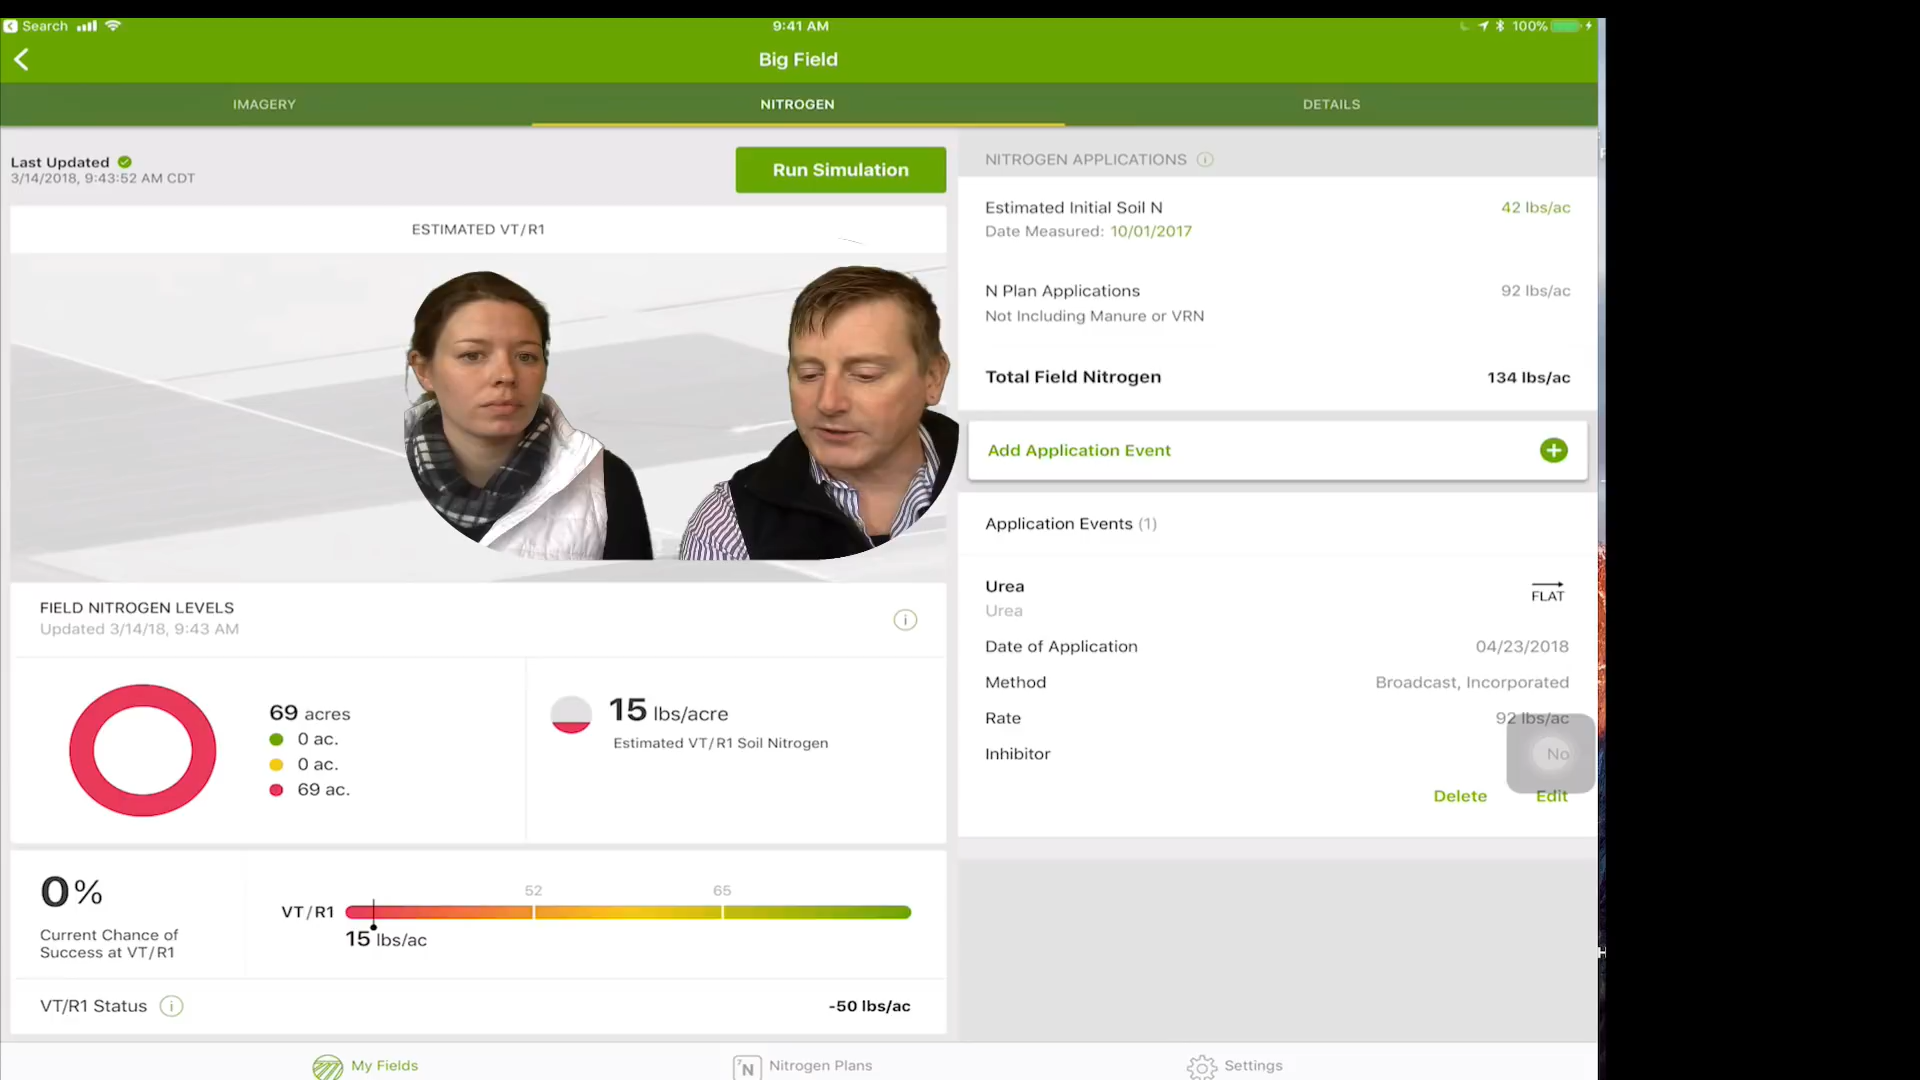 Search
9:41 AM
100%
Big Field
IMAGERY
NITROGEN
DETAILS
Last Updated
3/14/2018, 9:43:52 AM CDT
Run Simulation
ESTIMATED VT/R1
FIELD NITROGEN LEVELS
Updated 3/14/18, 9:43 AM
69 acres
0 ac.
0 ac.
69 ac.
15 lbs/acre
Estimated VT/R1 Soil Nitrogen
0%
Current Chance of
Success at VT/R1
52
65
VT/R1
15 lbs/ac
VT/R1 Status
-50 lbs/ac
NITROGEN APPLICATIONS
Estimated Initial Soil N
42 lbs/ac
Date Measured: 10/01/2017
N Plan Applications
92 lbs/ac
Not Including Manure or VRN
Total Field Nitrogen
134 lbs/ac
Add Application Event
Application Events (1)
Urea
FLAT
Urea
Date of Application
04/23/2018
Method
Broadcast, Incorporated
Rate
92 lbs/ac
Inhibitor
No
Delete
Edit
My Fields
N
Nitrogen Plans
Settings